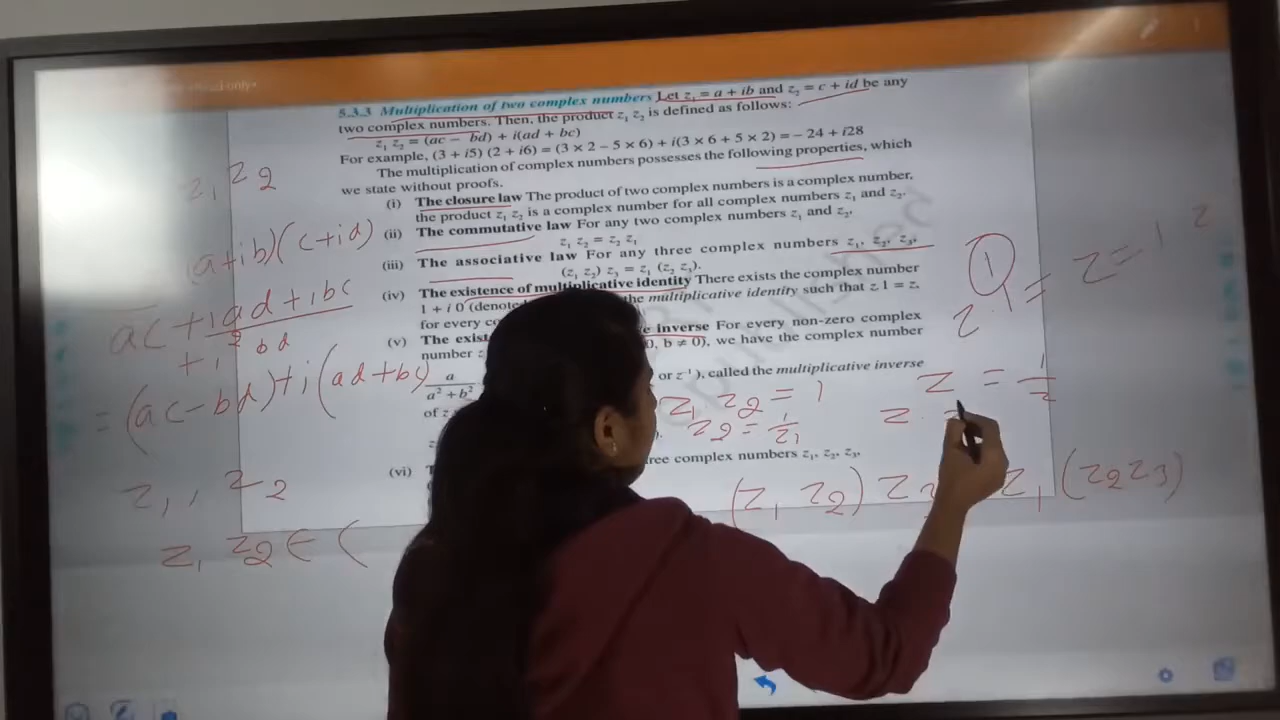 5.3.3 Multiplication of two complex numbers Let z₁ = a + ib and z₂ = c + id be any
two complex numbers. Then, the product z₁ z₂ is defined as follows:
z₁ z₂ = (ac – bd) + i(ad + bc)
For example, (3 + i5) (2 + i6) = (3 × 2 – 5 × 6) + i(3 × 6 + 5 × 2) = – 24 + i28
The multiplication of complex numbers possesses the following properties, which
we state without proofs.
(i) The closure law The product of two complex numbers is a complex number,
the product z₁ z₂ is a complex number for all complex numbers z₁ and z₂.
(ii) The commutative law For any two complex numbers z₁ and z₂,
z₁ z₂ = z₂ z₁
(iii) The associative law For any three complex numbers z₁, z₂, z₃,
(z₁ z₂) z₃ = z₁ (z₂ z₃).
(iv) The existence of multiplicative identity There exists the complex number
1 + i 0 (denoted the multiplicative identity such that z.1 = z,
for every co
(v) The exist e inverse For every non-zero complex
number z 0, b ≠ 0), we have the complex
a / a² + b² or z⁻¹), called the multiplicative inverse
of z
(vi) ree complex numbers z₁, z₂, z₃,
z₁ z₂
(a+ib)(c+id)
ac + iad + ibc
+ i² bd
= (ac-bd)+i(ad+bc)
z₁, z₂
z₁ z₂ ∈ (
z₁ z₂ = 1
z₂ = 1/z₁
(z₁ z₂) z₃ z₁ (z₂z₃)
1
z.1 = z
z = 1/z
z